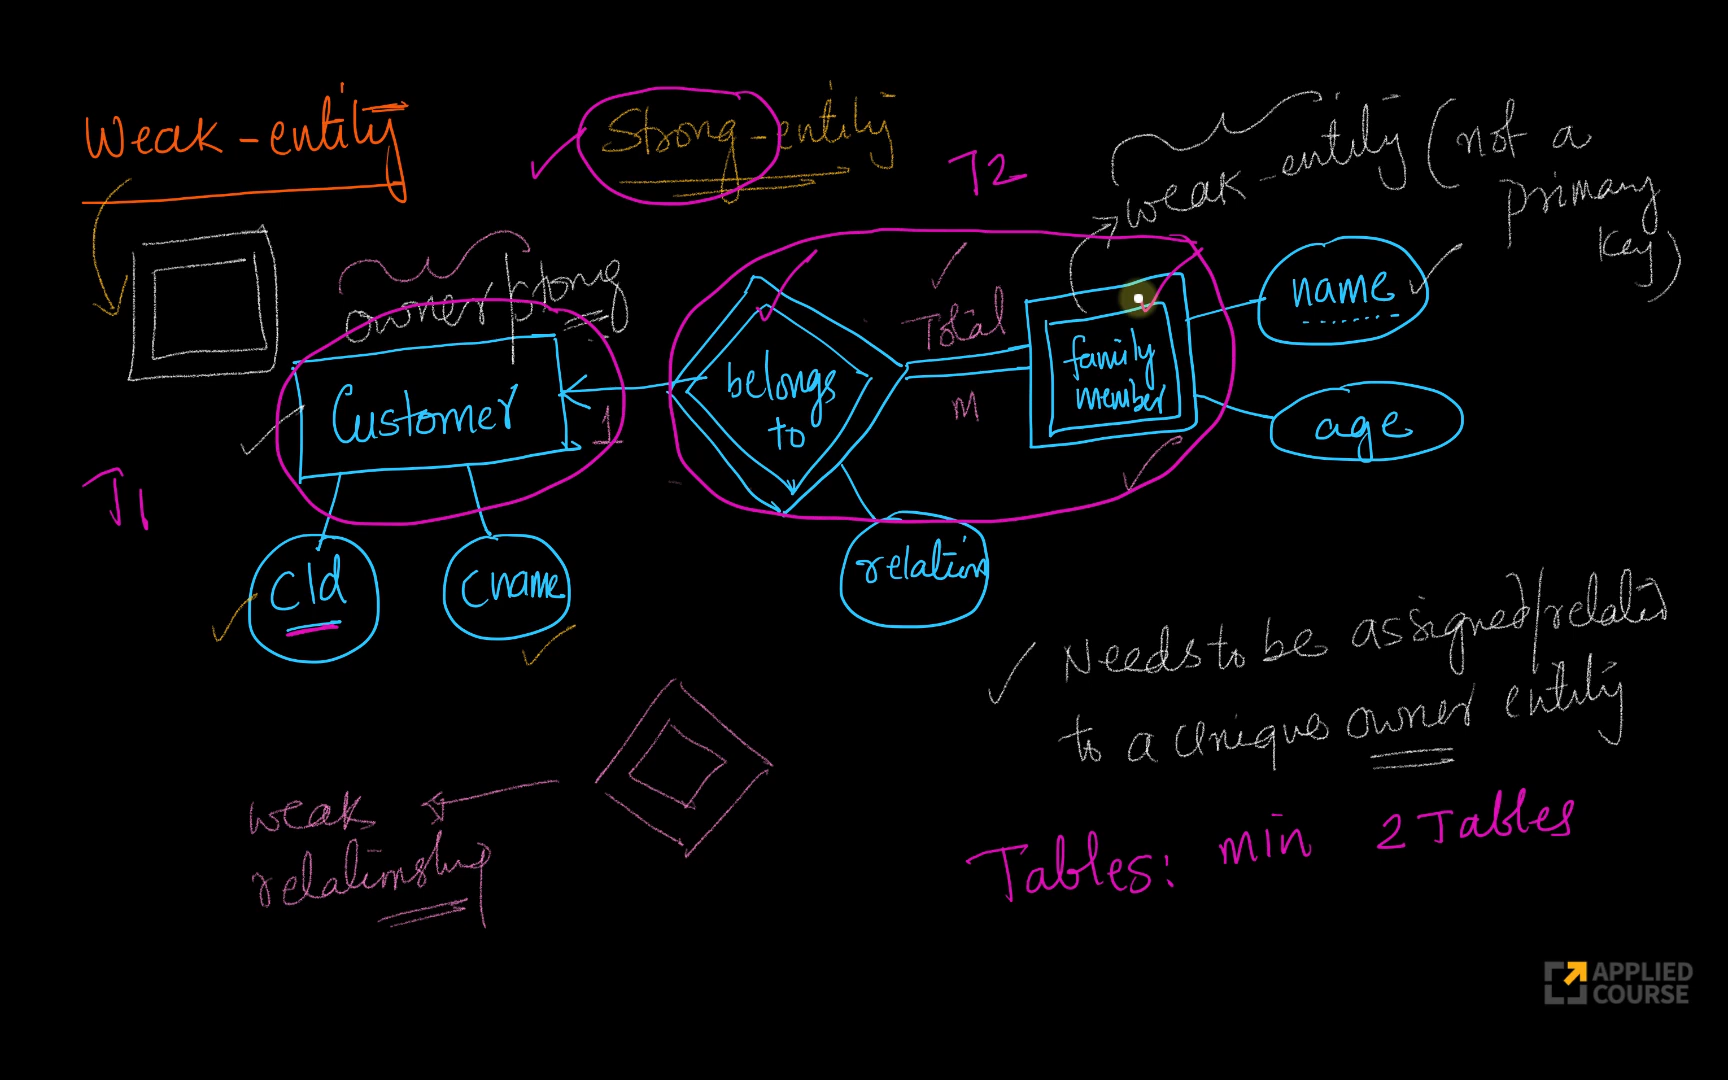 Weak-entity
Strong-entity
T2
weak-entity (not a
primary
key)
owner/strong
name
Total
family
member
belongs
to
Customer
1
M
age
T1
cId
cname
relation
Needs to be assigned/related
to a unique owner entity
weak
relationship
Tables: min 2 Tables
APPLIED
COURSE